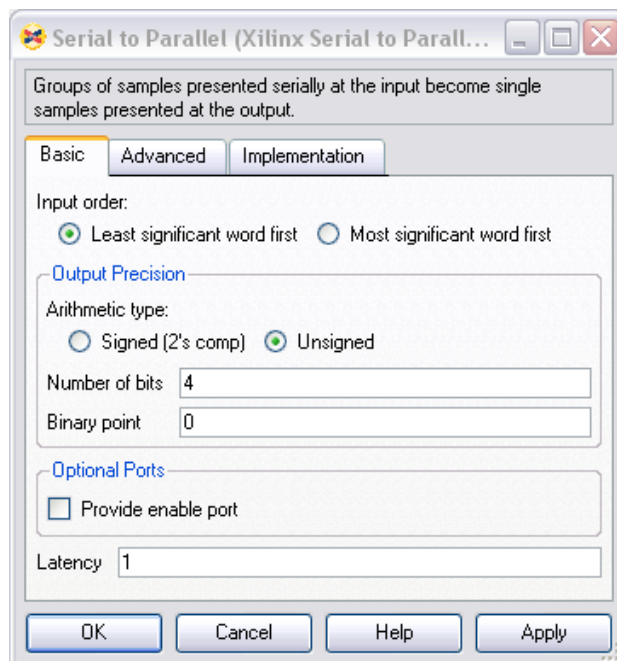 Serial to Parallel (Xilinx Serial to Parall...
Groups of samples presented serially at the input become single
samples presented at the output.
Basic Advanced Implementation
Input order:
Least significant word first Most significant word first
Output Precision
Arithmetic type:
Signed (2's comp) Unsigned
Number of bits 4
Binary point 0
Optional Ports
Provide enable port
Latency 1
OK Cancel Help Apply